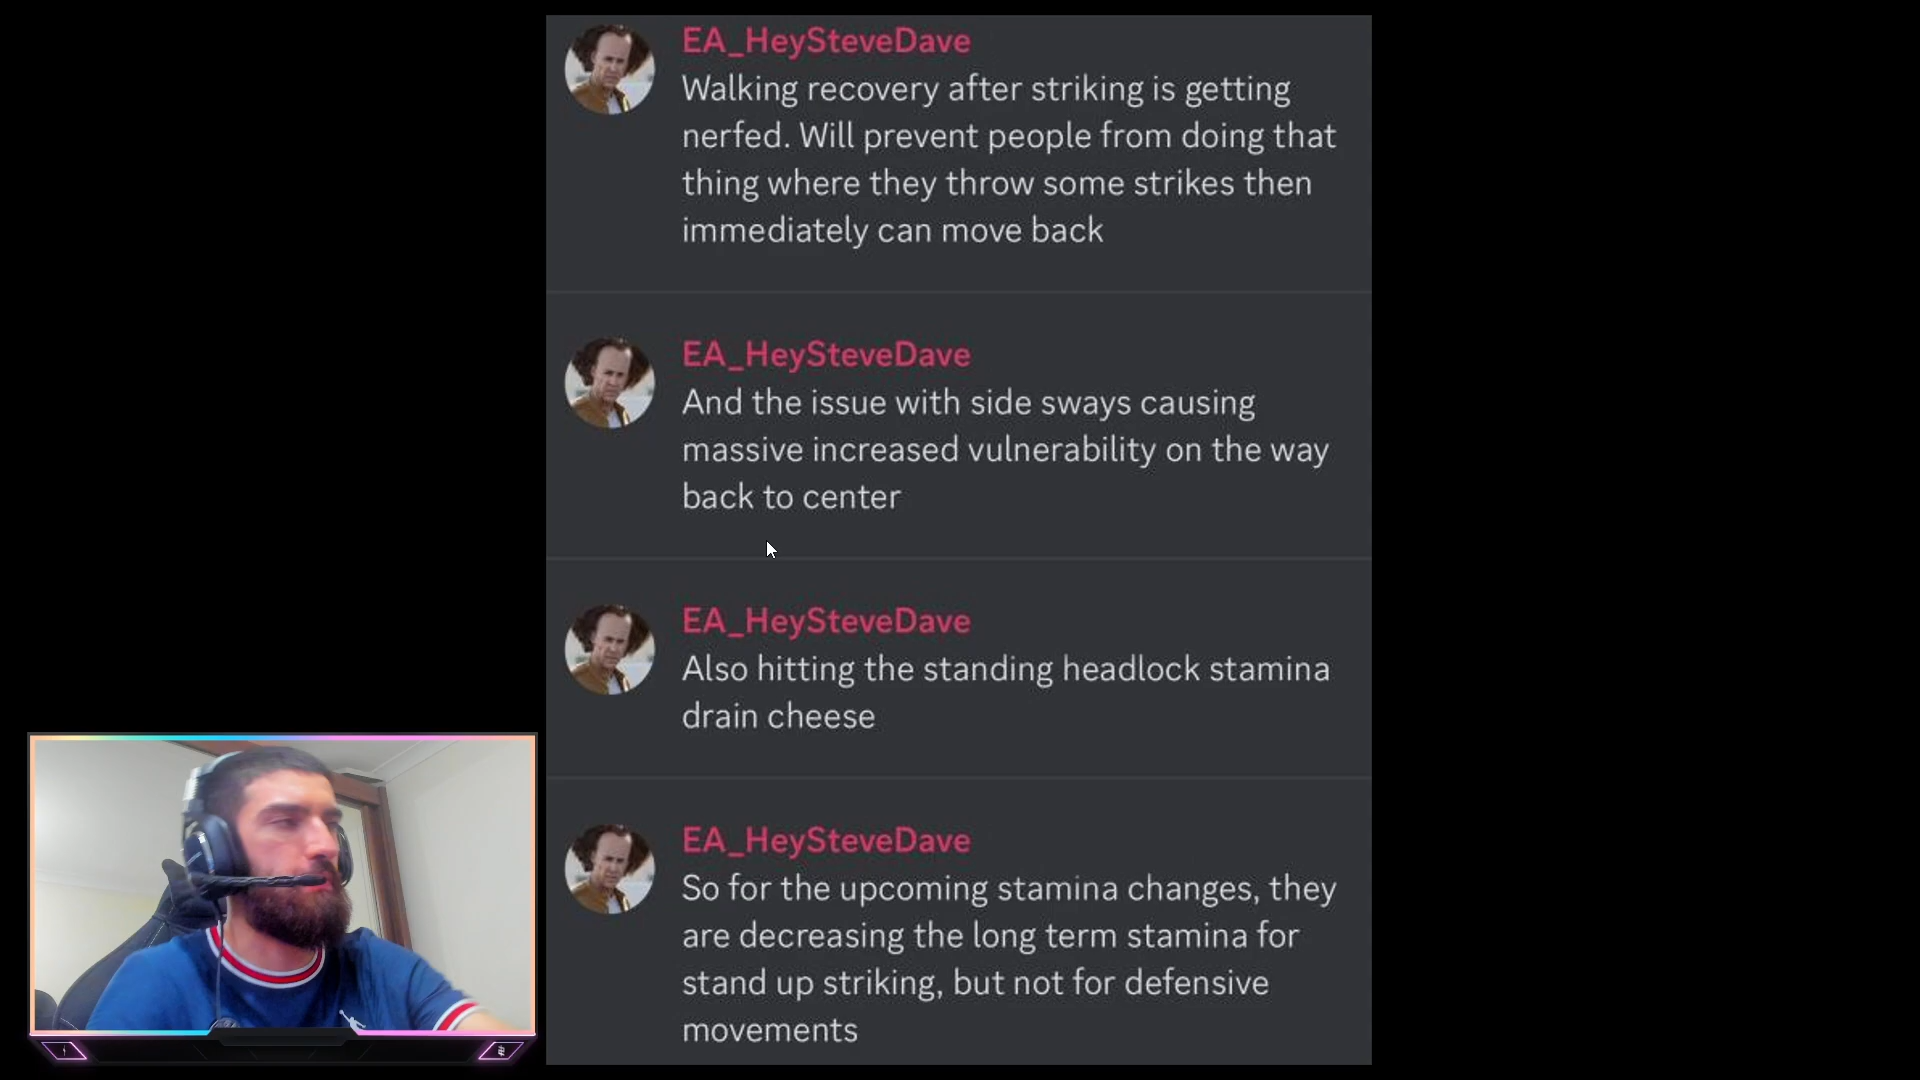 EA_HeySteveDave
Walking recovery after striking is getting
nerfed. Will prevent people from doing that
thing where they throw some strikes then
immediately can move back
EA_HeySteveDave
And the issue with side sways causing
massive increased vulnerability on the way
back to center
EA_HeySteveDave
Also hitting the standing headlock stamina
drain cheese
EA_HeySteveDave
So for the upcoming stamina changes, they
are decreasing the long term stamina for
stand up striking, but not for defensive
movements